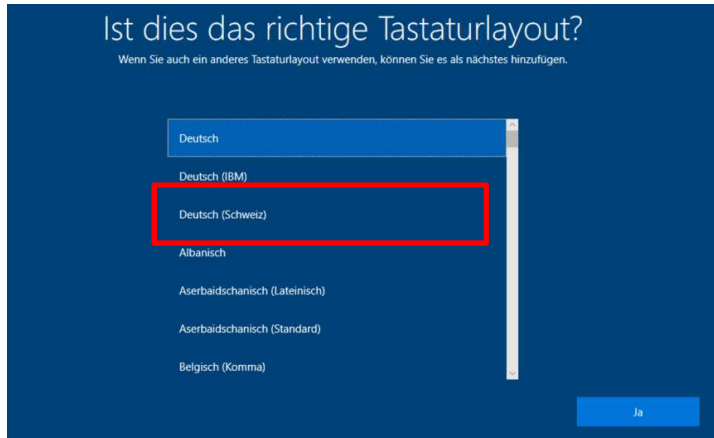 Ist dies das richtige Tastaturlayout?
Wenn Sie auch ein anderes Tastaturlayout verwenden, können Sie es als nächstes hinzufügen.
Deutsch
Deutsch (IBM)
Deutsch (Schweiz)
Albanisch
Aserbaidschanisch (Lateinisch)
Aserbaidschanisch (Standard)
Belgisch (Komma)
Ja